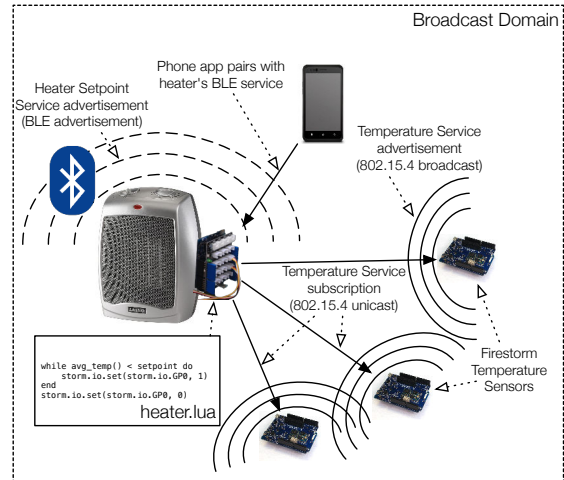 Broadcast Domain
Phone app pairs with
heater's BLE service
Heater Setpoint
Service advertisement
(BLE advertisement)
Temperature Service
advertisement
(802.15.4 broadcast)
Temperature Service
subscription
(802.15.4 unicast)
LASKO
while avg_temp() < setpoint do
    storm.io.set(storm.io.GP0, 1)
end
storm.io.set(storm.io.GP0, 0)
heater.lua
Firestorm
Temperature
Sensors